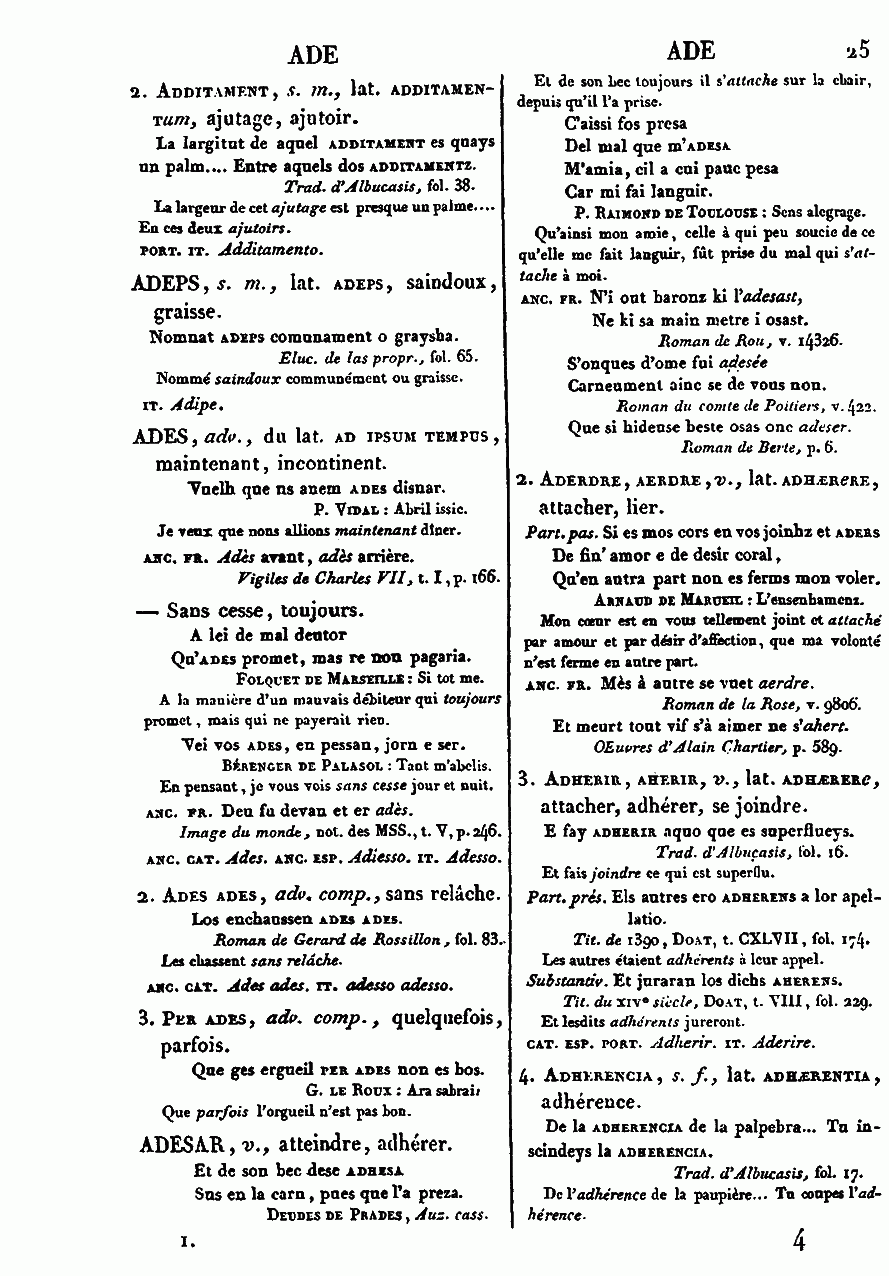 ADE
ADE 25
2. ADDITAMENT, s. m., lat. ADDITAMEN-
Tum, ajutage, ajutoir.
La largitut de aquel ADDITAMENT es quays
un palm.... Entre aquels dos ADDITAMENTZ.
Trad. d'Albucasis, fol. 38.
La largeur de cet ajutage est presque un palme....
En ces deux ajutoirs.
PORT. IT. Additamento.
ADEPS, s. m., lat. ADEPS, saindoux,
graisse.
Nomnat ADEPS comunament o graysha.
Eluc. de las propr., fol. 65.
Nommé saindoux communément ou graisse.
IT. Adipe.
ADES, adv., du lat. AD IPSUM TEMPUS,
maintenant, incontinent.
Vuelh que ns anem ADES disnar.
P. VIDAL : Abril issic.
Je veux que nous allions maintenant dîner.
ANC. FR. Adès avant, adès arrière.
Vigiles de Charles VII, t. I, p. 166.
— Sans cesse, toujours.
A lei de mal deutor
Qu'ADES promet, mas re non pagaria.
FOLQUET DE MARSEILLE : Si tot me.
A la manière d'un mauvais débiteur qui toujours
promet, mais qui ne payerait rien.
Vei vos ADES, en pessan, jorn e ser.
BÉRENGER DE PALASOL : Tant m'abelis.
En pensant, je vous vois sans cesse jour et nuit.
ANC. FR. Deu fu devan et er adès.
Image du monde, not. des MSS., t. V, p. 246.
ANC. CAT. Ades. ANC. ESP. Adiesso. IT. Adesso.
2. ADES ADES, adv. comp., sans relâche.
Los enchaussen ADES ADES.
Roman de Gerard de Rossillon, fol. 83.
Les chassent sans relâche.
ANC. CAT. Ades ades. IT. adesso adesso.
3. PER ADES, adv. comp., quelquefois,
parfois.
Que ges ergueil PER ADES non es bos.
G. LE ROUX : Ara sabrai
Que parfois l'orgueil n'est pas bon.
ADESAR, v., atteindre, adhérer.
Et de son bec dese ADHESA
Sus en la carn, pues que l'a preza.
DEUDES DE PRADES, Auz. cass.
I.
Et de son bec toujours il s'attache sur la chair,
depuis qu'il l'a prise.
C'aissi fos presa
Del mal que m'ADESA
M'amia, cil a cui pauc pesa
Car mi fai languir.
P. RAIMOND DE TOULOUSE : Sens alegrage.
Qu'ainsi mon amie, celle à qui peu soucie de ce
qu'elle me fait languir, fût prise du mal qui s'at-
tache à moi.
ANC. FR. N'i out baronz ki l'adesast,
Ne ki sa main metre i osast.
Roman de Rou, v. 14326.
S'onques d'ome fui adesée
Carneument ainc se de vous non.
Roman du comte de Poitiers, v. 422.
Que si hideuse beste osas onc adeser.
Roman de Berte, p. 6.
2. ADERDRE, AERDRE, v., lat. ADHÆReRE,
attacher, lier.
Part. pas. Si es mos cors en vos joinhz et ADERS
De fin' amor e de desir coral,
Qu'en autra part non es ferms mon voler.
ARNAUD DE MARUEIL : L'ensenhamenz.
Mon cœur est en vous tellement joint et attaché
par amour et par désir d'affection, que ma volonté
n'est ferme en autre part.
ANC. FR. Mès à autre se vuet aerdre.
Roman de la Rose, v. 9806.
Et meurt tout vif s'à aimer ne s'ahert.
OEuvres d'Alain Chartier, p. 589.
3. ADHERIR, AHERIR, v., lat. ADHÆRERe,
attacher, adhérer, se joindre.
E fay ADHERIR aquo que es superflueys.
Trad. d'Albucasis, fol. 16.
Et fais joindre ce qui est superflu.
Part. prés. Els autres ero ADHERENS a lor apel-
latio.
Tit. de 1390, DOAT, t. CXLVII, fol. 174.
Les autres étaient adhérents à leur appel.
Substantiv. Et juraran los dichs AHERENS.
Tit. du XIVe siècle, DOAT, t. VIII, fol. 229.
Et lesdits adhérents jureront.
CAT. ESP. PORT. Adherir. IT. Aderire.
4. ADHERENCIA, s. f., lat. ADHÆRENTIA,
adhérence.
De la ADHERENCIA de la palpebra... Tu in-
scindeys la ADHERENCIA.
Trad. d'Albucasis, fol. 17.
De l'adhérence de la paupière... Tu coupes l'ad-
hérence.
4